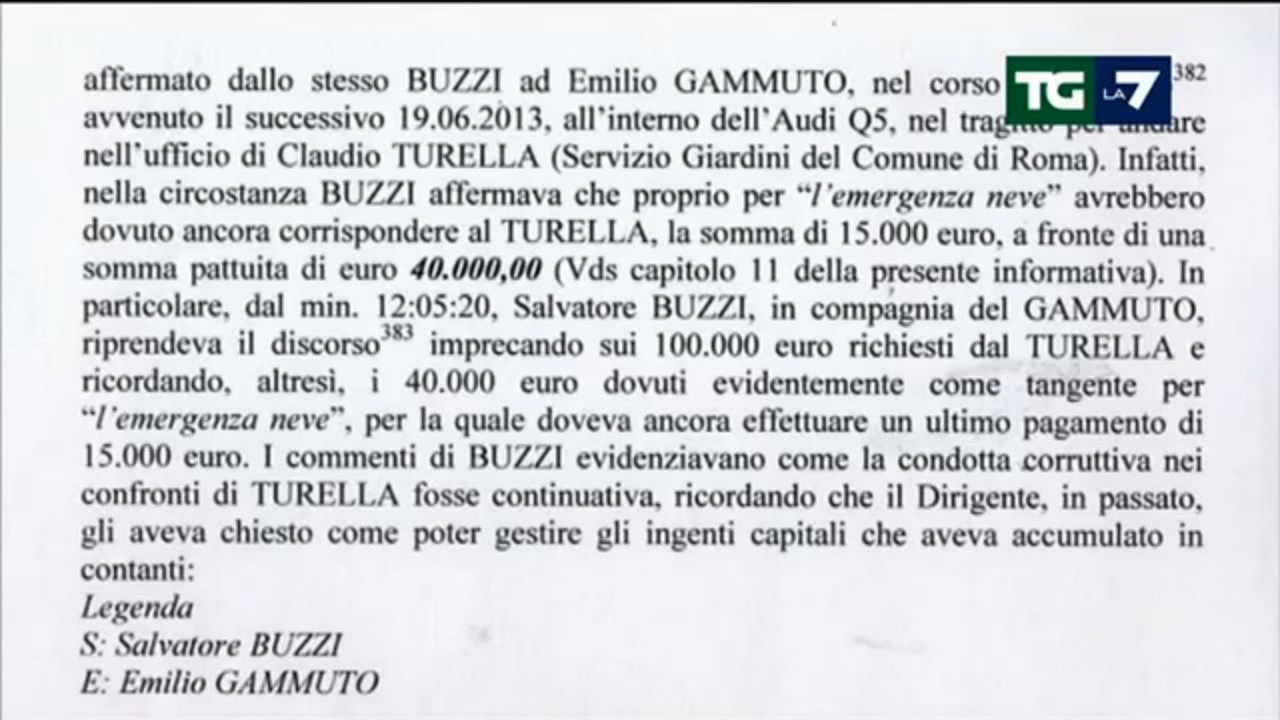 affermato dallo stesso BUZZI ad Emilio GAMMUTO, nel corso 382
avvenuto il successivo 19.06.2013, all’interno dell’Audi Q5, nel tragitto per andare
nell’ufficio di Claudio TURELLA (Servizio Giardini del Comune di Roma). Infatti,
nella circostanza BUZZI affermava che proprio per “l’emergenza neve” avrebbero
dovuto ancora corrispondere al TURELLA, la somma di 15.000 euro, a fronte di una
somma pattuita di euro 40.000,00 (Vds capitolo 11 della presente informativa). In
particolare, dal min. 12:05:20, Salvatore BUZZI, in compagnia del GAMMUTO,
riprendeva il discorso383 imprecando sui 100.000 euro richiesti dal TURELLA e
ricordando, altresì, i 40.000 euro dovuti evidentemente come tangente per
“l’emergenza neve”, per la quale doveva ancora effettuare un ultimo pagamento di
15.000 euro. I commenti di BUZZI evidenziavano come la condotta corruttiva nei
confronti di TURELLA fosse continuativa, ricordando che il Dirigente, in passato,
gli aveva chiesto come poter gestire gli ingenti capitali che aveva accumulato in
contanti:
Legenda
S: Salvatore BUZZI
E: Emilio GAMMUTO
TG LA7